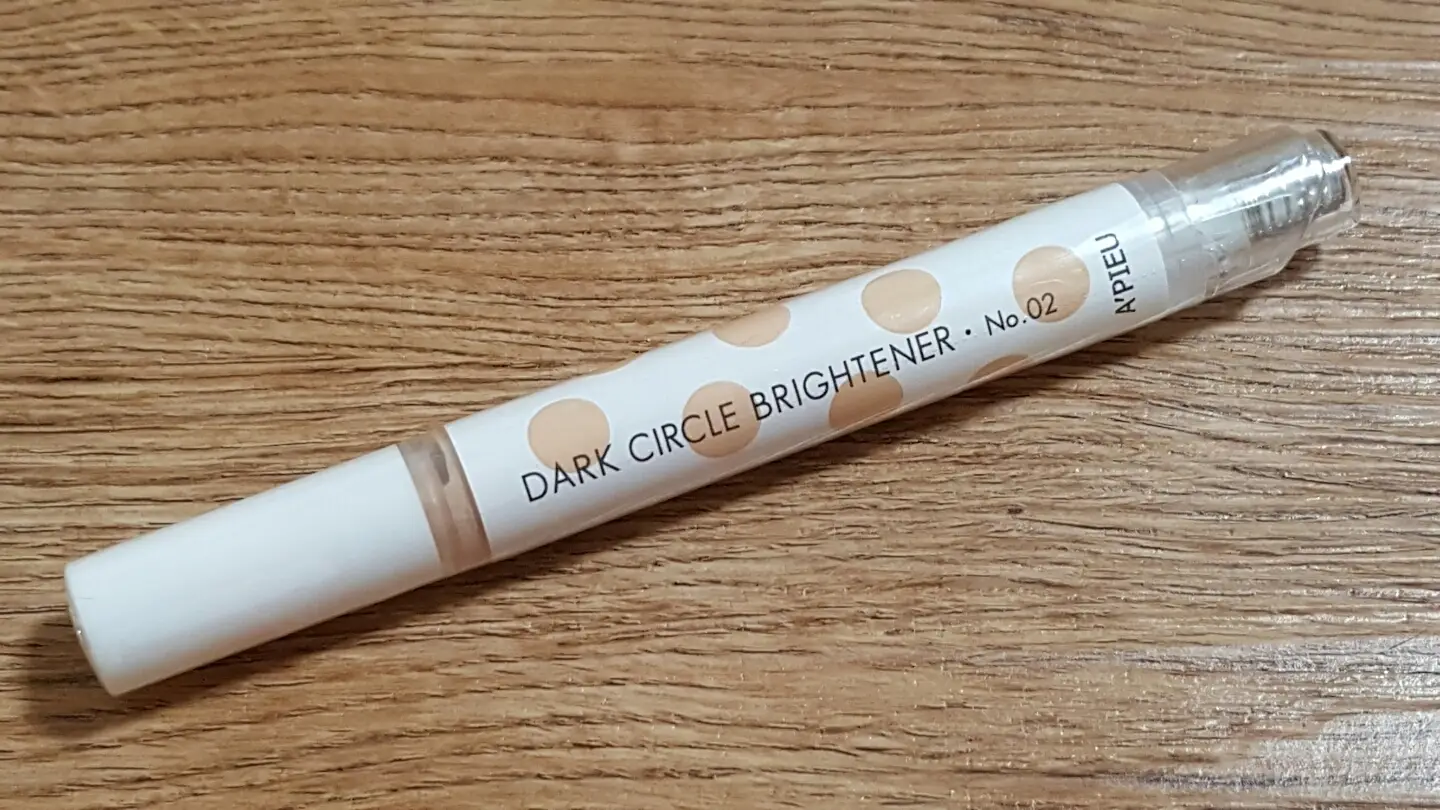 DARK CIRCLE BRIGHTENER · No.02
A'PIEU